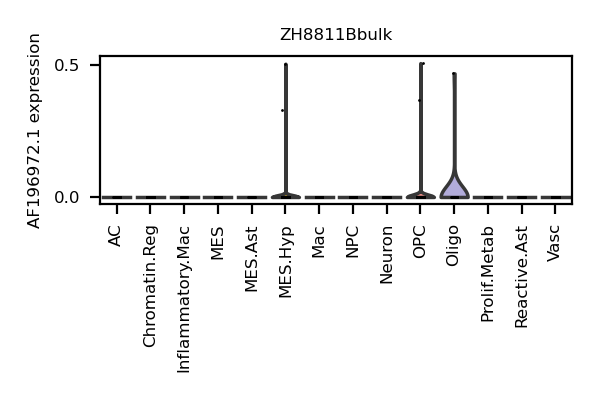 ZH8811Bbulk
AF196972.1 expression
0.5
0.0
AC
Chromatin.Reg
Inflammatory.Mac
MES
MES.Ast
MES.Hyp
Mac
NPC
Neuron
OPC
Oligo
Prolif.Metab
Reactive.Ast
Vasc